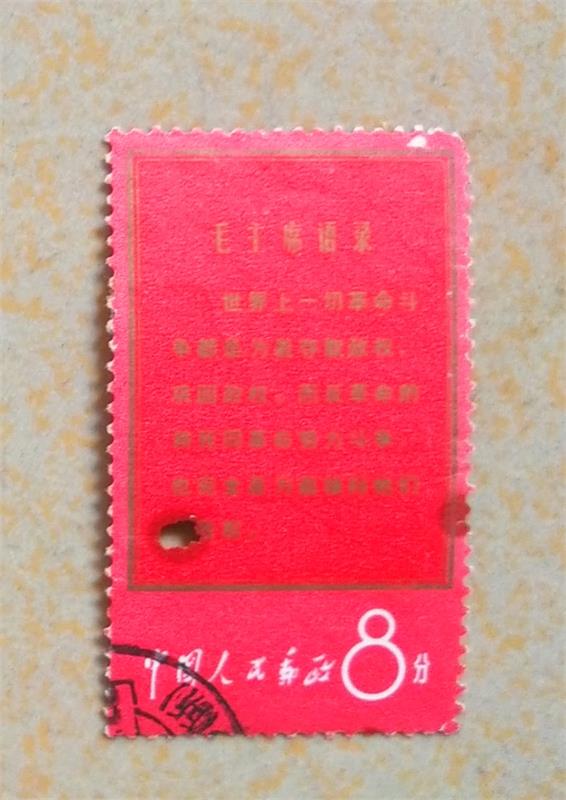 毛主席语录
世界上一切革命斗
争都是为着夺取政权，
巩固政权。而反革命的
拼死同革命势力斗争，
也完全是为着维持他们
政权。
中国人民邮政8分